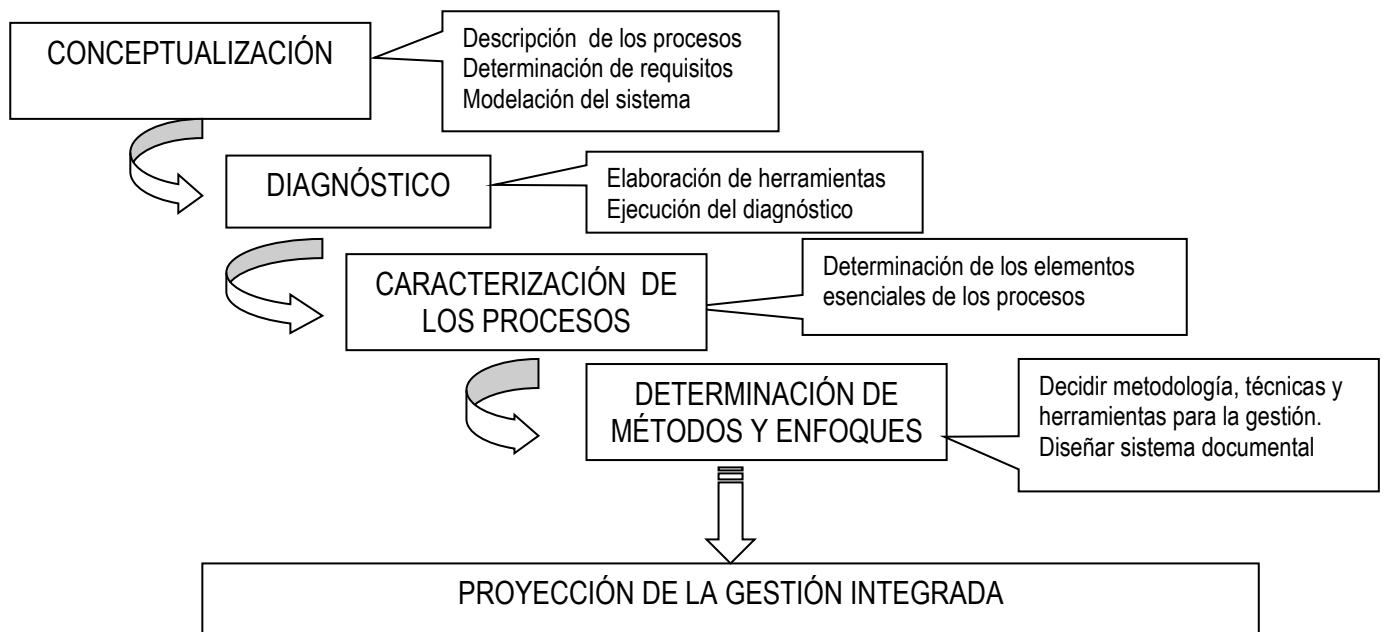 CONCEPTUALIZACIÓN
Descripción de los procesos
Determinación de requisitos
Modelación del sistema
DIAGNÓSTICO
Elaboración de herramientas
Ejecución del diagnóstico
CARACTERIZACIÓN DE
LOS PROCESOS
Determinación de los elementos
esenciales de los procesos
DETERMINACIÓN DE
MÉTODOS Y ENFOQUES
Decidir metodología, técnicas y
herramientas para la gestión.
Diseñar sistema documental
PROYECCIÓN DE LA GESTIÓN INTEGRADA